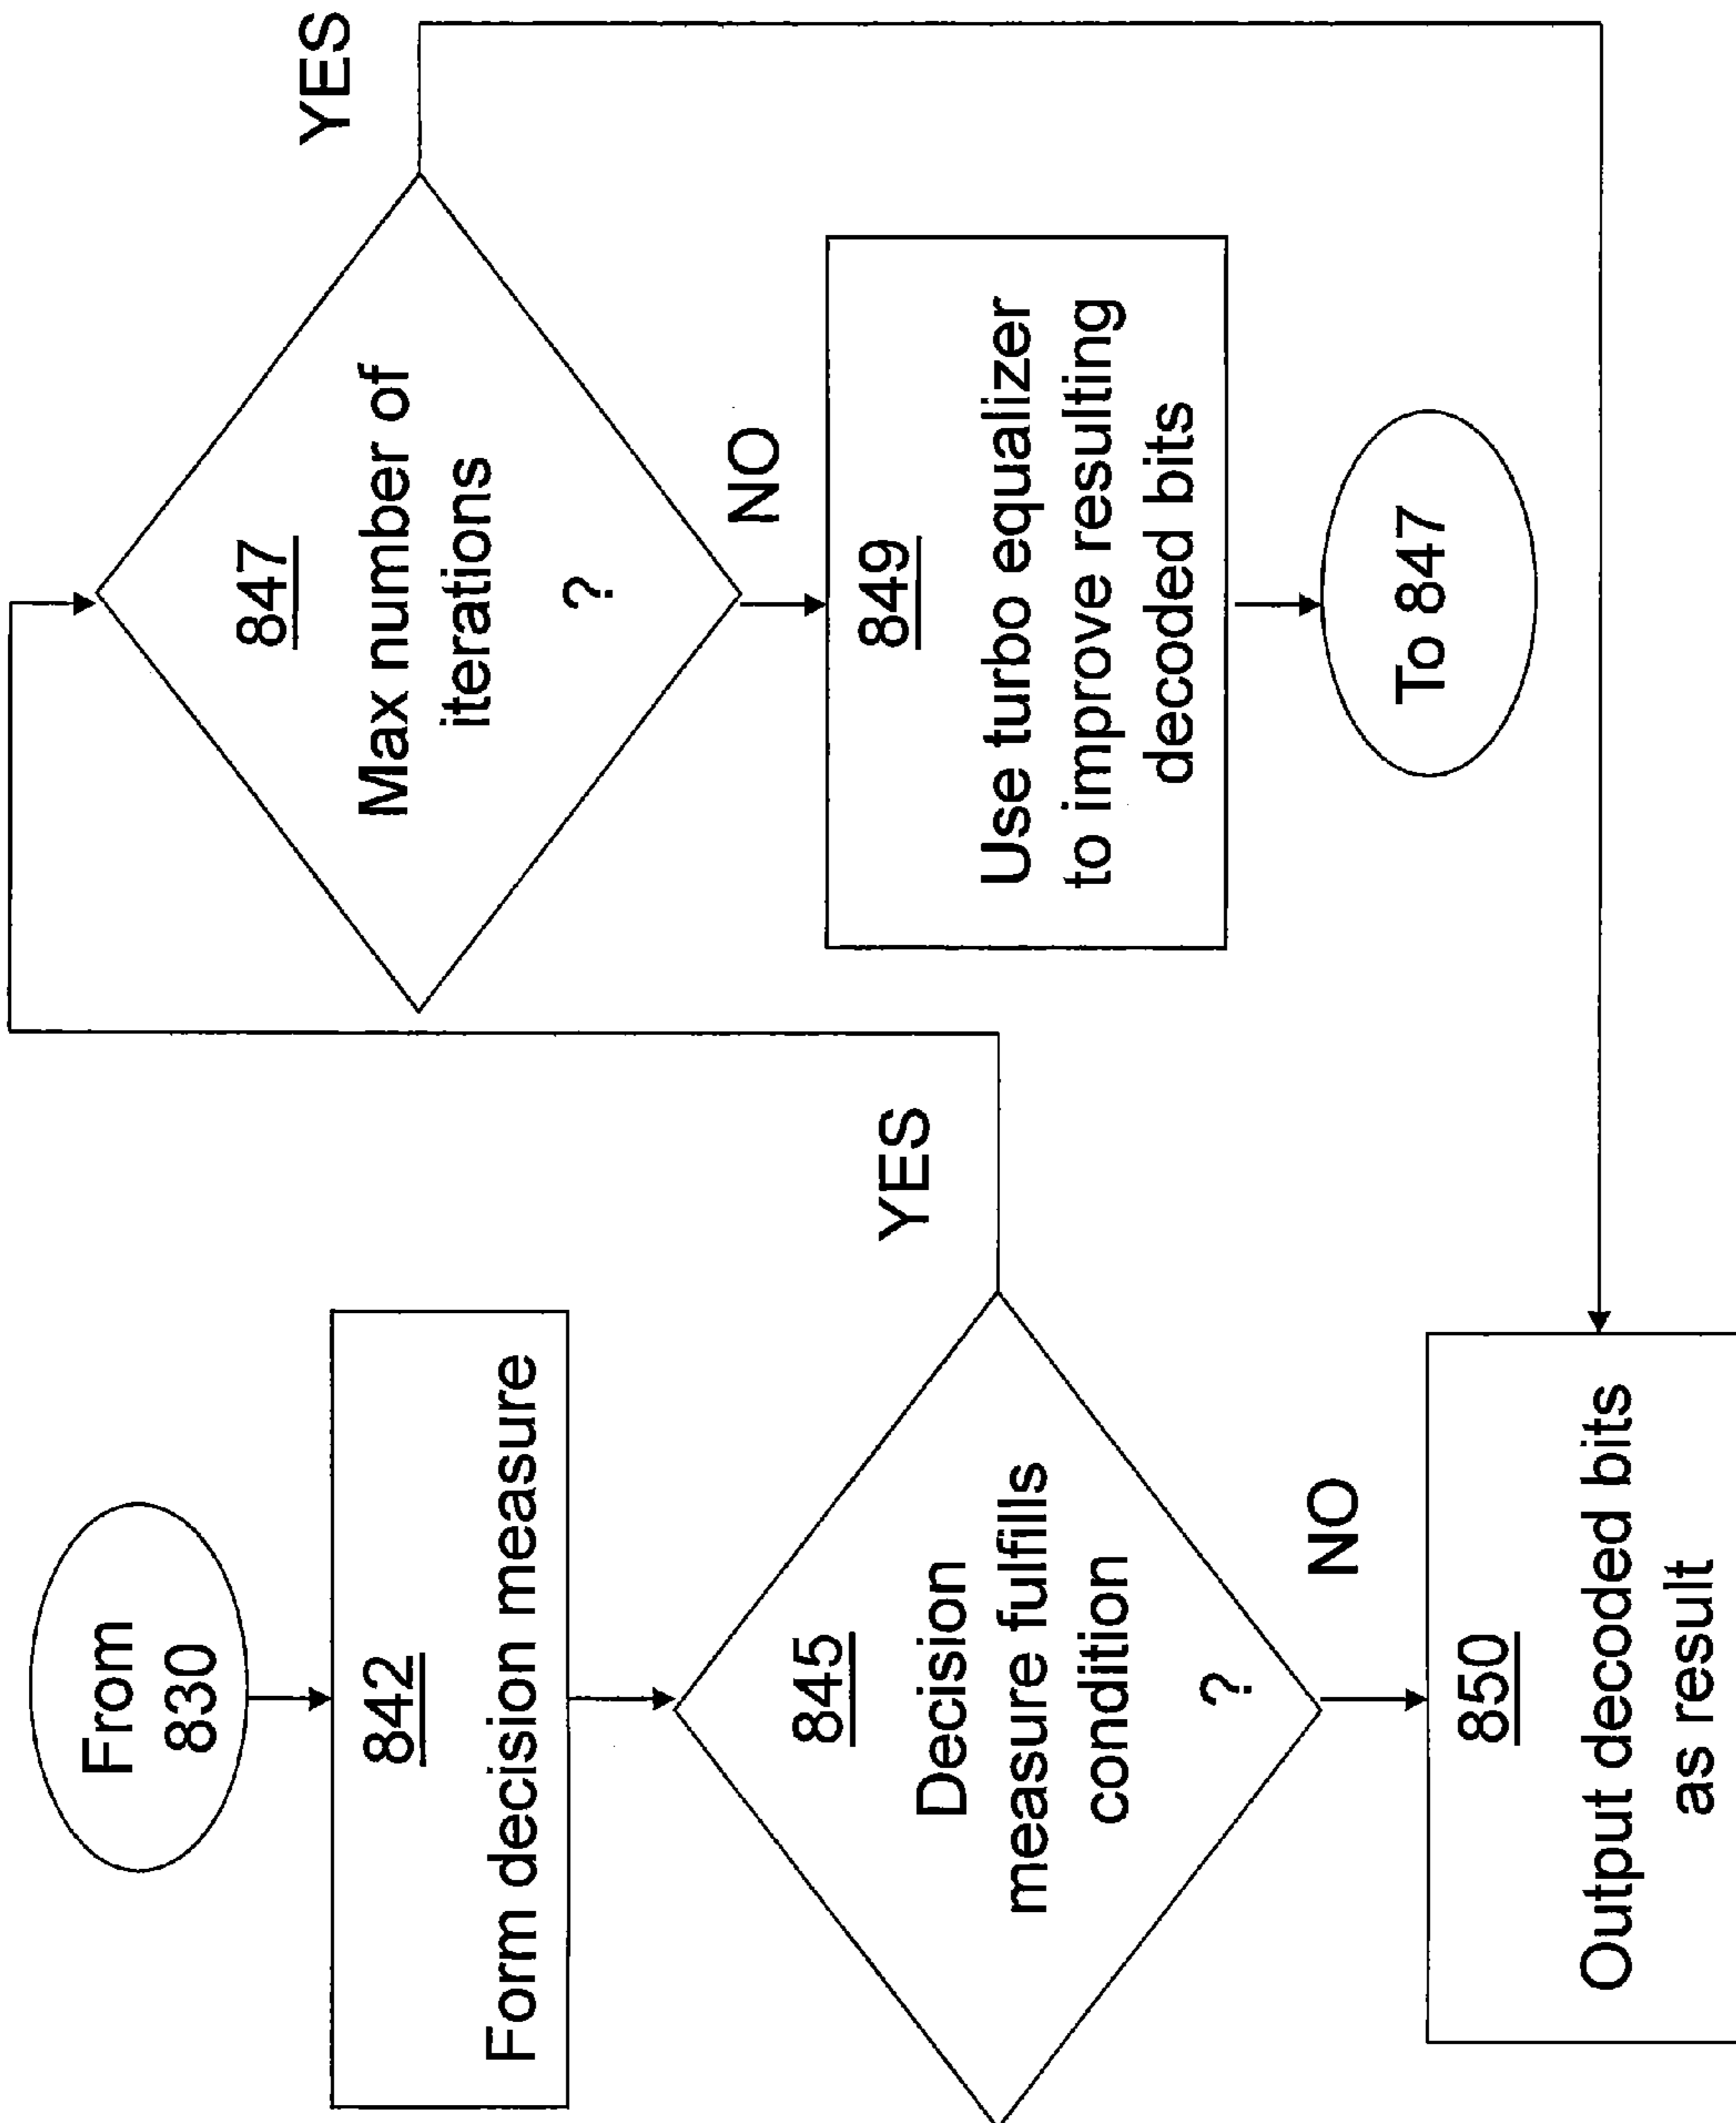 From
830
842
Form decision measure
845
Decision
measure fulfills
condition
?
YES
NO
850
Output decoded bits
as result
847
Max number of
iterations
?
YES
NO
849
Use turbo equalizer
to improve resulting
decoded bits
To 847